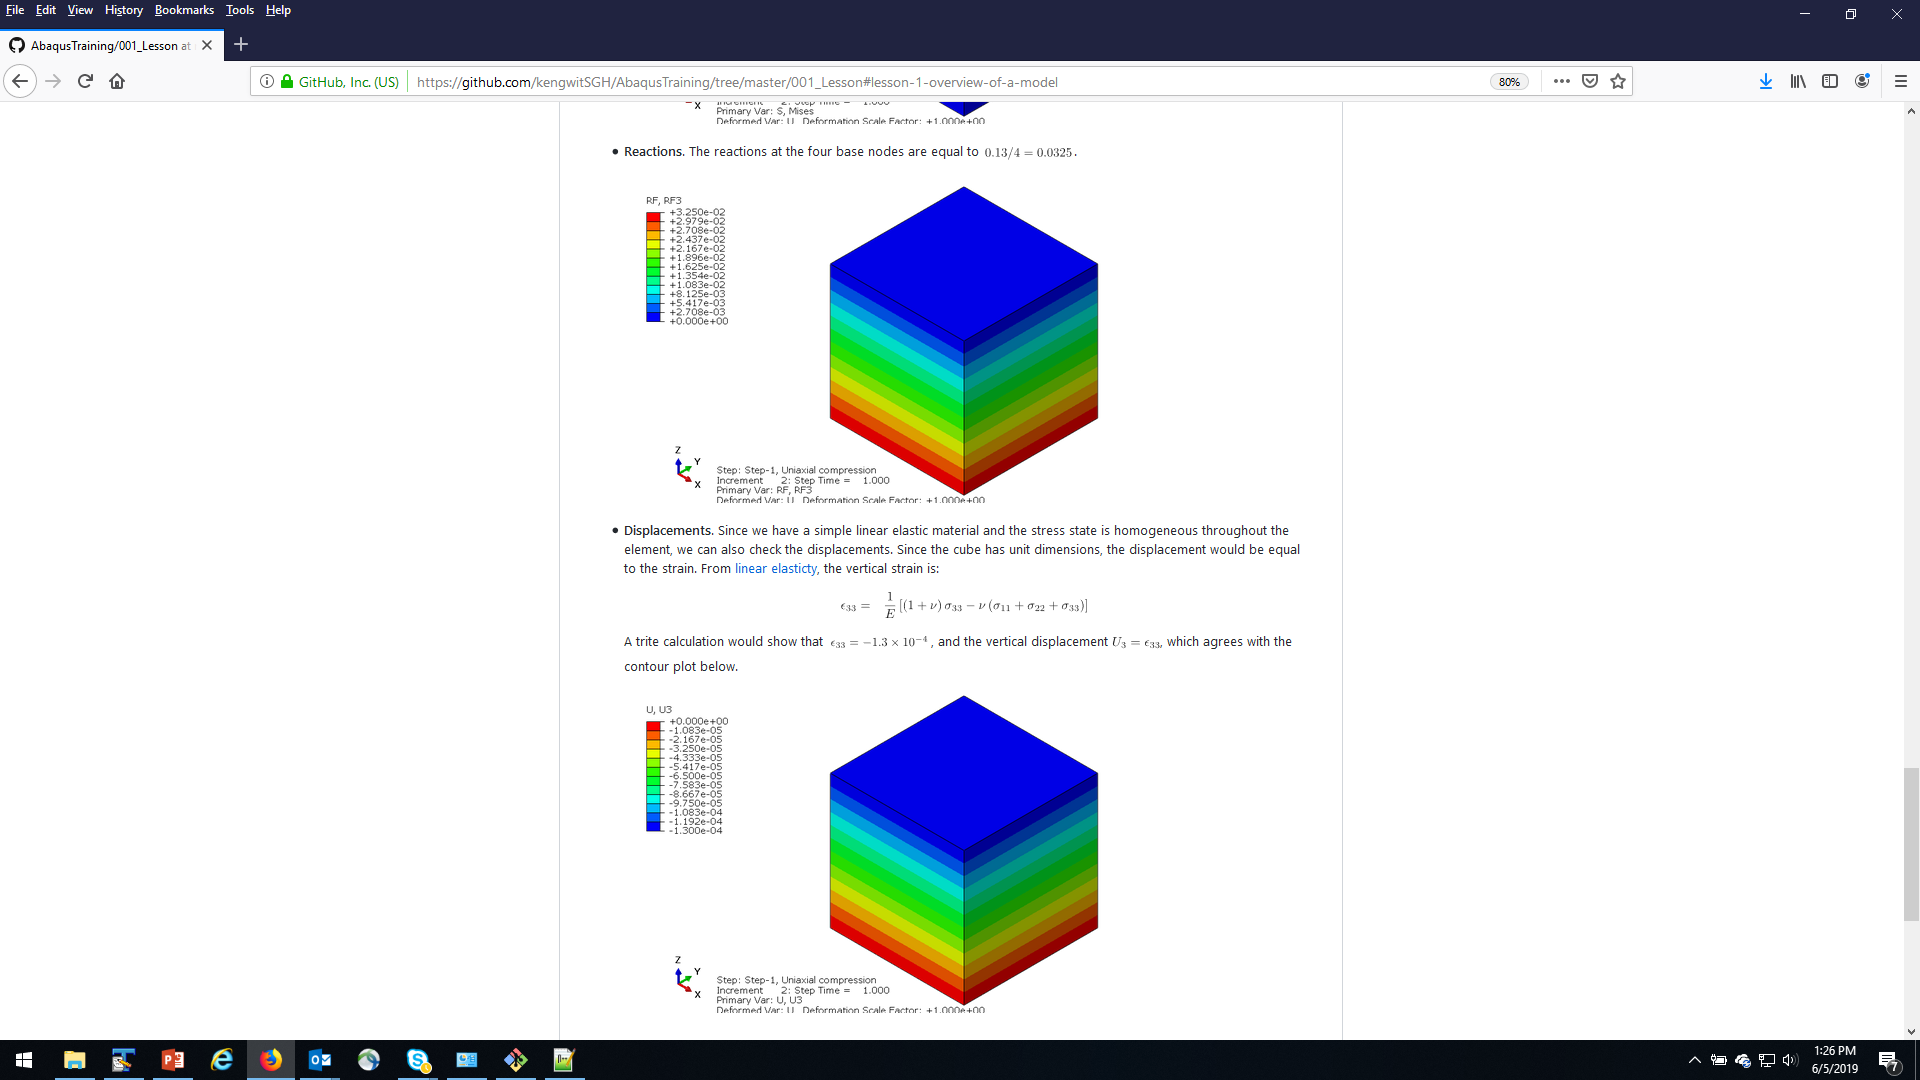 File Edit View History Bookmarks Tools Help
AbaqusTraining/001_Lesson at
GitHub, Inc. (US) https://github.com/kengwitSGH/AbaqusTraining/tree/master/001_Lesson#lesson-1-overview-of-a-model 80%
X Increment 2: Step Time = 1.000
Primary Var: S, Mises
Deformed Var: U Deformation Scale Factor: +1.000e+00
• Reactions. The reactions at the four base nodes are equal to 0.13/4 = 0.0325.
RF, RF3
+3.250e-02
+2.979e-02
+2.708e-02
+2.437e-02
+2.167e-02
+1.896e-02
+1.625e-02
+1.354e-02
+1.083e-02
+8.125e-03
+5.417e-03
+2.708e-03
+0.000e+00
Z
Y
X
Step: Step-1, Uniaxial compression
Increment 2: Step Time = 1.000
Primary Var: RF, RF3
Deformed Var: U Deformation Scale Factor: +1.000e+00
• Displacements. Since we have a simple linear elastic material and the stress state is homogeneous throughout the
element, we can also check the displacements. Since the cube has unit dimensions, the displacement would be equal
to the strain. From linear elasticty, the vertical strain is:
ϵ33 = 1/E [(1 + ν) σ33 − ν (σ11 + σ22 + σ33)]
A trite calculation would show that ϵ33 = −1.3 × 10⁻⁴, and the vertical displacement U3 = ϵ33, which agrees with the
contour plot below.
U, U3
+0.000e+00
-1.083e-05
-2.167e-05
-3.250e-05
-4.333e-05
-5.417e-05
-6.500e-05
-7.583e-05
-8.667e-05
-9.750e-05
-1.083e-04
-1.192e-04
-1.300e-04
Z
Y
X
Step: Step-1, Uniaxial compression
Increment 2: Step Time = 1.000
Primary Var: U, U3
Deformed Var: U Deformation Scale Factor: +1.000e+00
1:26 PM
6/5/2019
7